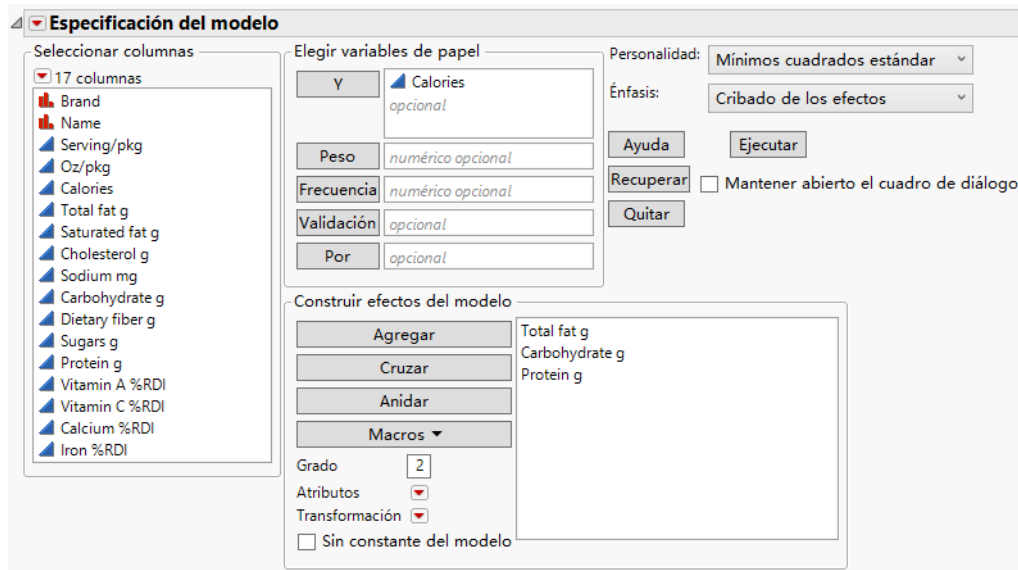 Especificación del modelo
Seleccionar columnas
17 columnas
Brand
Name
Serving/pkg
Oz/pkg
Calories
Total fat g
Saturated fat g
Cholesterol g
Sodium mg
Carbohydrate g
Dietary fiber g
Sugars g
Protein g
Vitamin A %RDI
Vitamin C %RDI
Calcium %RDI
Iron %RDI
Elegir variables de papel
Y
Calories
opcional
Peso
numérico opcional
Frecuencia
numérico opcional
Validación
opcional
Por
opcional
Personalidad:
Mínimos cuadrados estándar
Énfasis:
Cribado de los efectos
Ayuda
Ejecutar
Recuperar
Mantener abierto el cuadro de diálogo
Quitar
Construir efectos del modelo
Agregar
Cruzar
Anidar
Macros
Grado
2
Atributos
Transformación
Sin constante del modelo
Total fat g
Carbohydrate g
Protein g